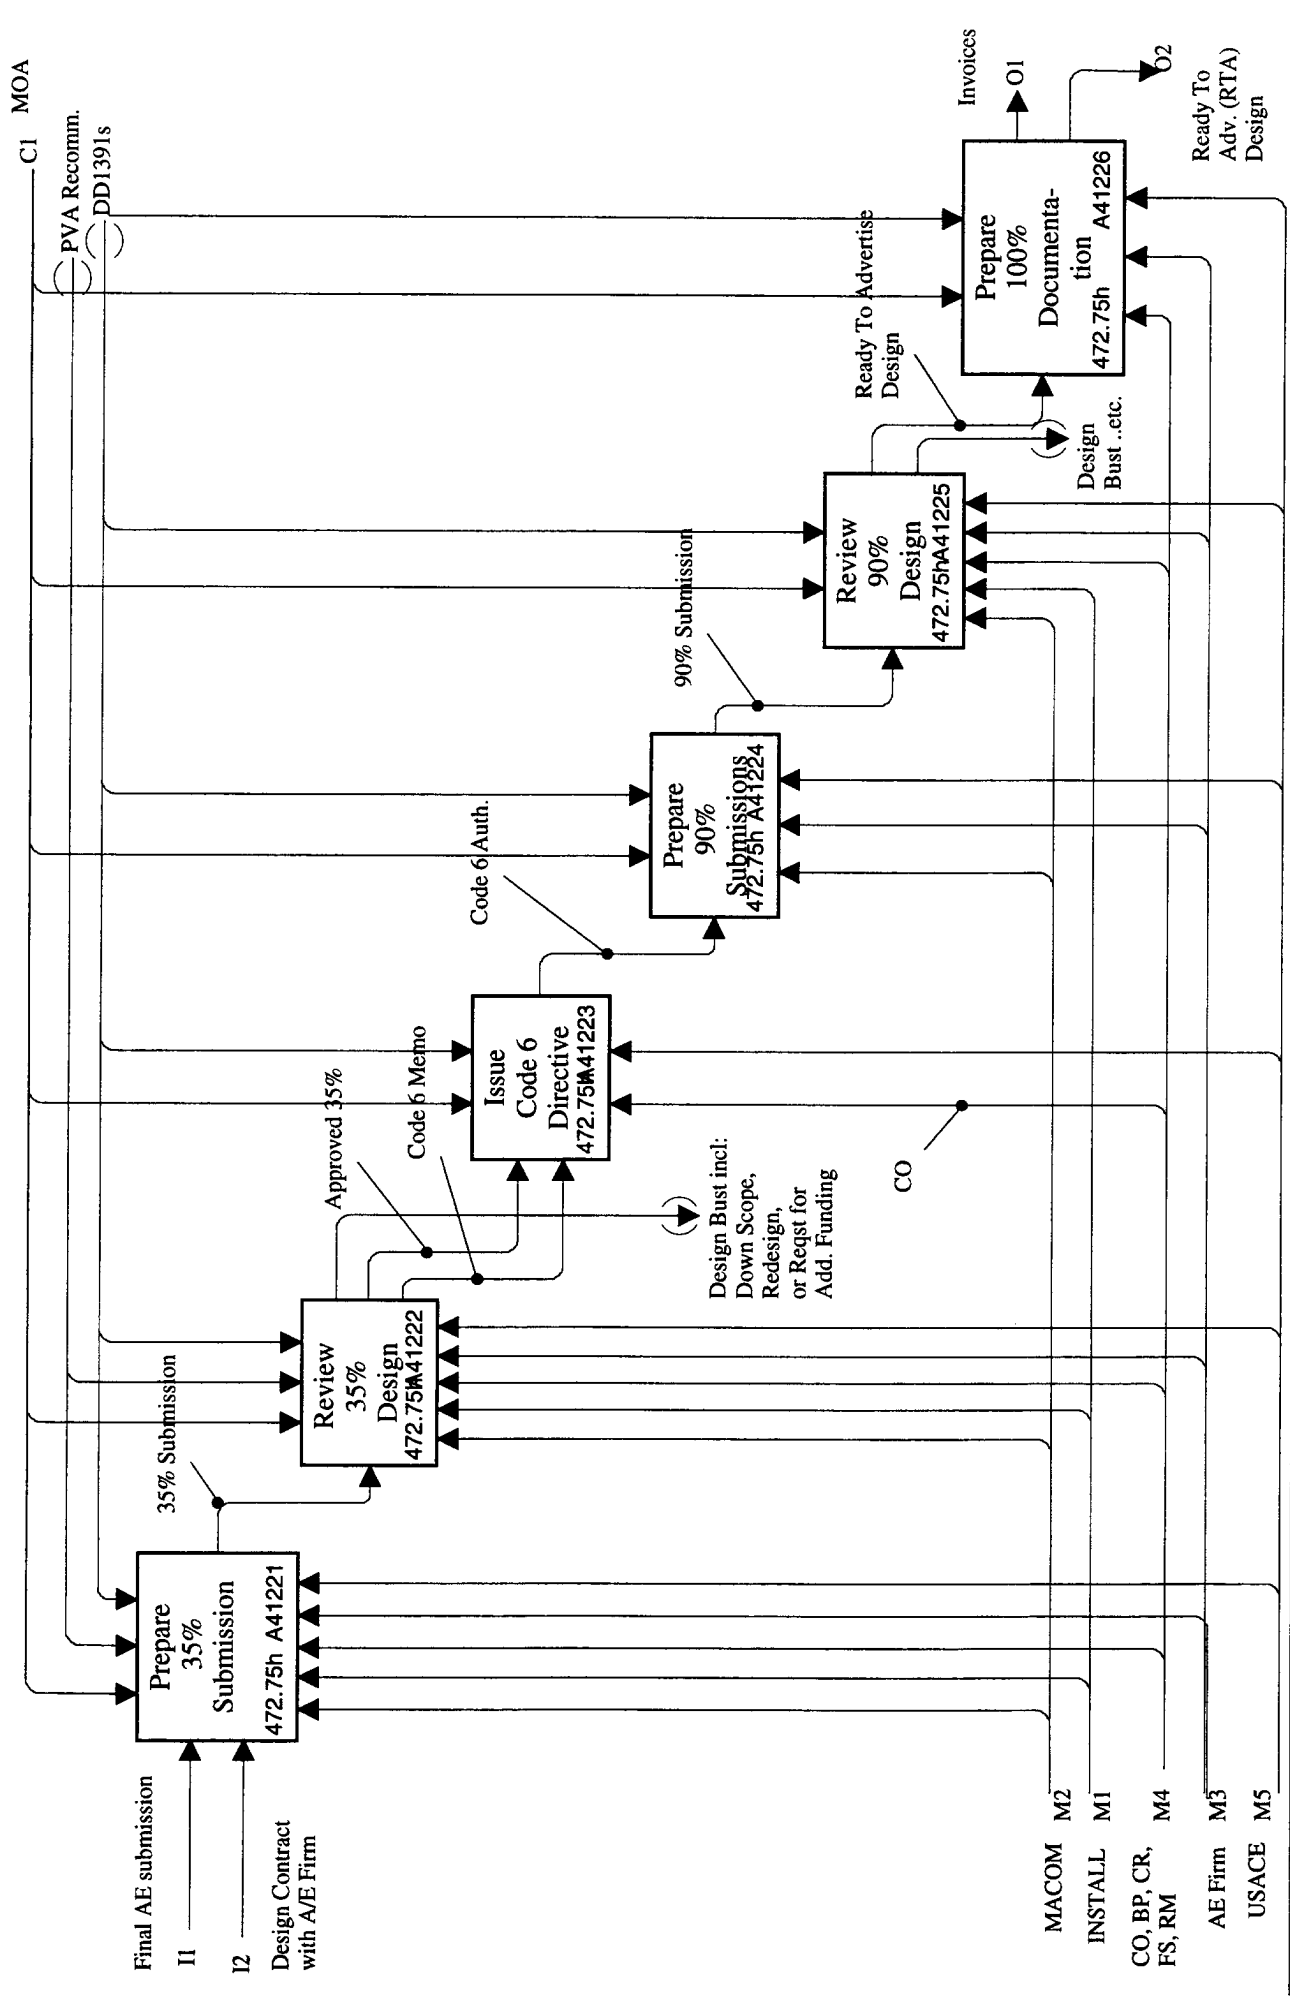 C1 MOA
PVA Recomm.
DD1391s
Final AE submission
I1
I2
Design Contract
with A/E Firm
Prepare
35%
Submission
472.75h A41221
35% Submission
Review
35%
Design
472.75h A41222
Approved 35%
Code 6 Memo
Design Bust incl:
Down Scope,
Redesign,
or Reqst for
Add. Funding
Issue
Code 6
Directive
472.75h A41223
CO
Code 6 Auth.
Prepare
90%
Submissions
472.75h A41224
90% Submission
Review
90%
Design
472.75h A41225
Ready To Advertise
Design
Design
Bust ..etc.
Prepare
100%
Documenta-
tion
472.75h A41226
Invoices
O1
O2
Ready To
Adv. (RTA)
Design
MACOM M2
INSTALL M1
CO, BP, CR, M4
FS, RM
AE Firm M3
USACE M5